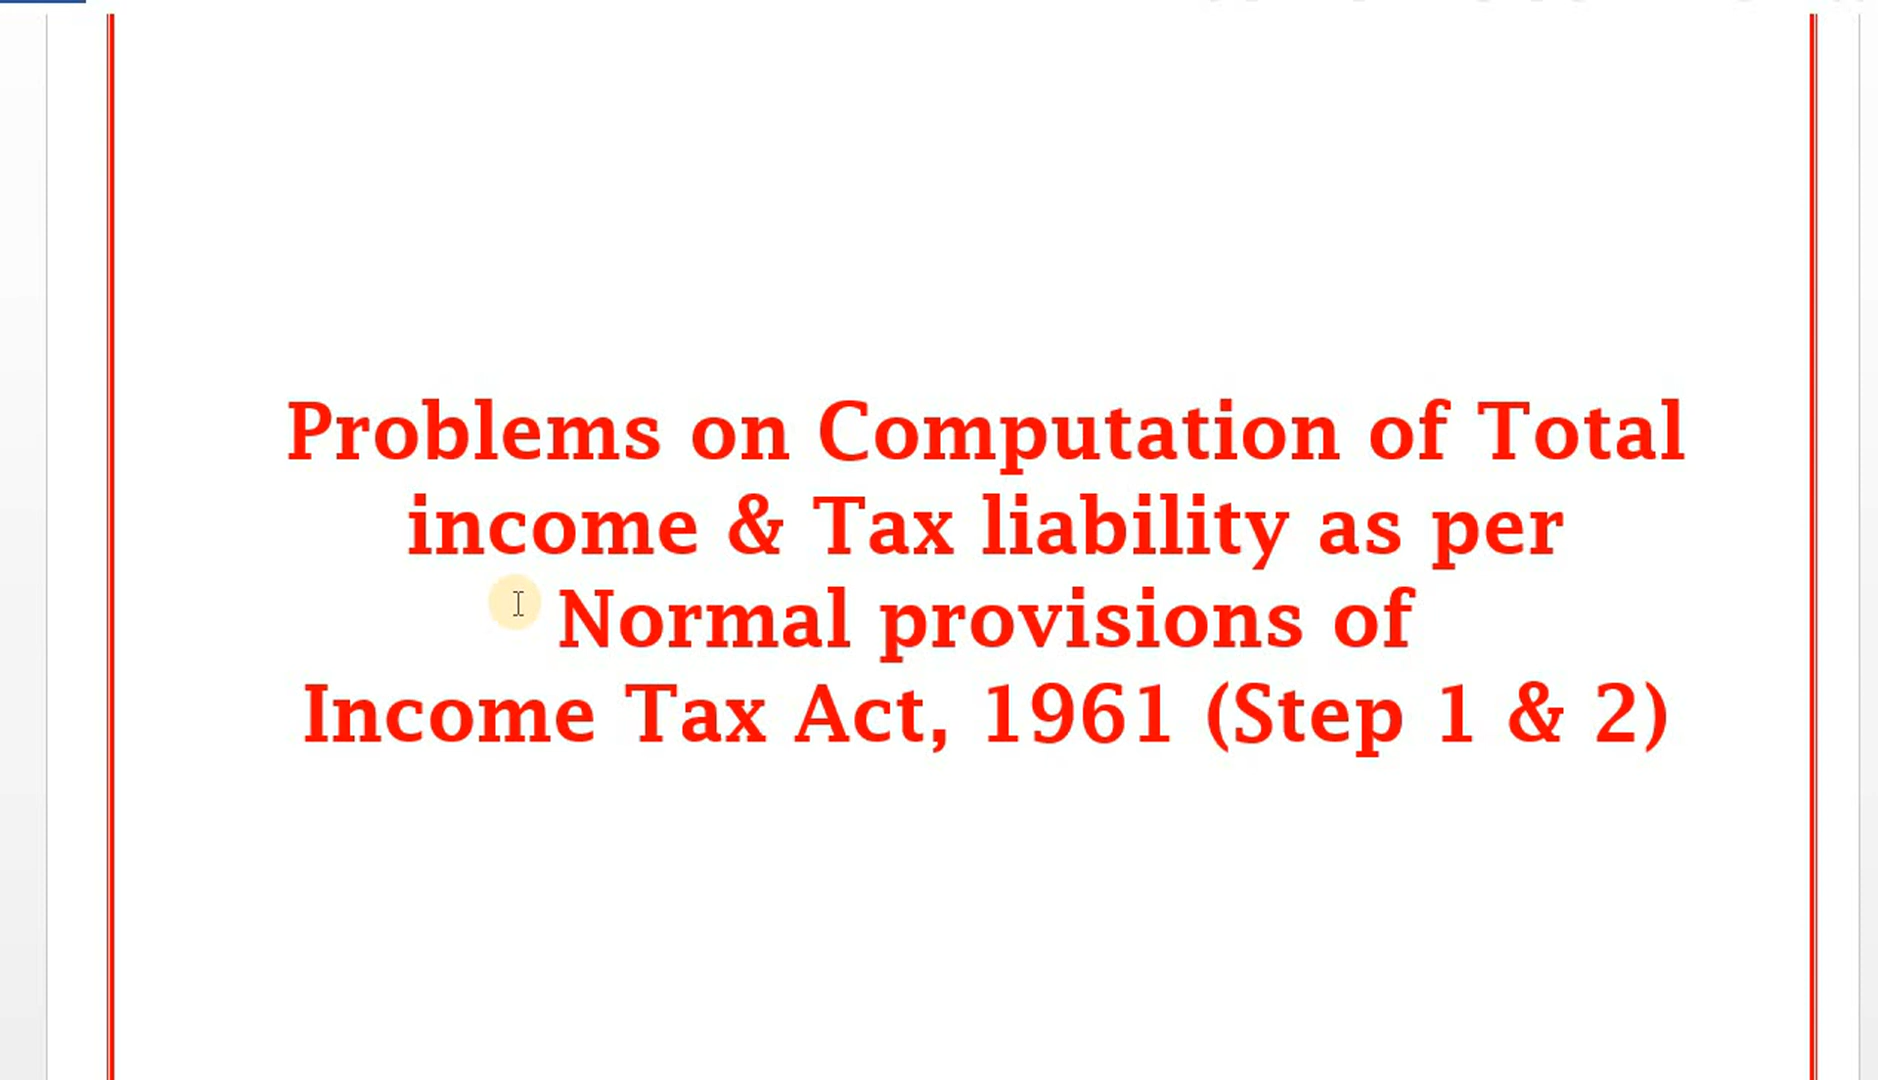 Problems on Computation of Total
income & Tax liability as per
Normal provisions of
Income Tax Act, 1961 (Step 1 & 2)